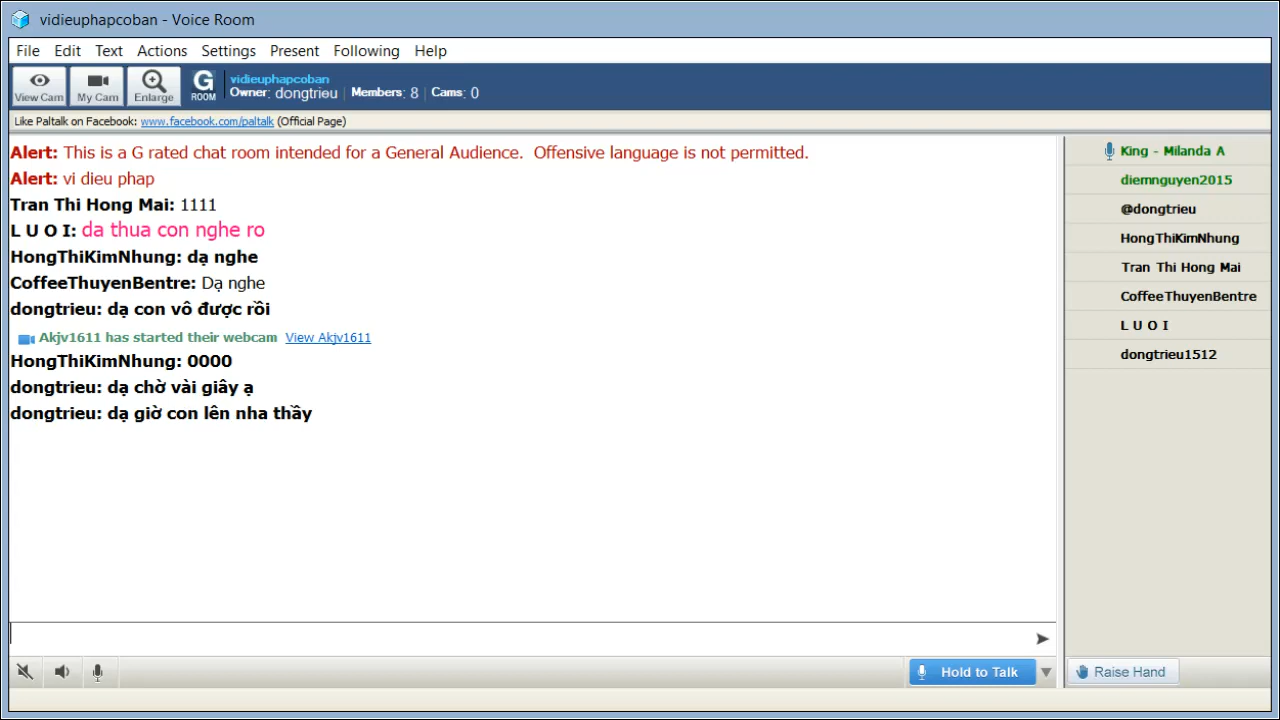 vidieuphapcoban - Voice Room
File Edit Text Actions Settings Present Following Help
View Cam My Cam Enlarge G ROOM
vidieuphapcoban
Owner: dongtrieu | Members: 8 | Cams: 0
Like Paltalk on Facebook: www.facebook.com/paltalk (Official Page)
Alert: This is a G rated chat room intended for a General Audience. Offensive language is not permitted.
Alert: vi dieu phap
Tran Thi Hong Mai: 1111
L U O I: da thua con nghe ro
HongThiKimNhung: dạ nghe
CoffeeThuyenBentre: Dạ nghe
dongtrieu: dạ con vô được rồi
Akjv1611 has started their webcam View Akjv1611
HongThiKimNhung: 0000
dongtrieu: dạ chờ vài giây ạ
dongtrieu: dạ giờ con lên nha thầy
King - Milanda A
diemnguyen2015
@dongtrieu
HongThiKimNhung
Tran Thi Hong Mai
CoffeeThuyenBentre
L U O I
dongtrieu1512
Hold to Talk
Raise Hand